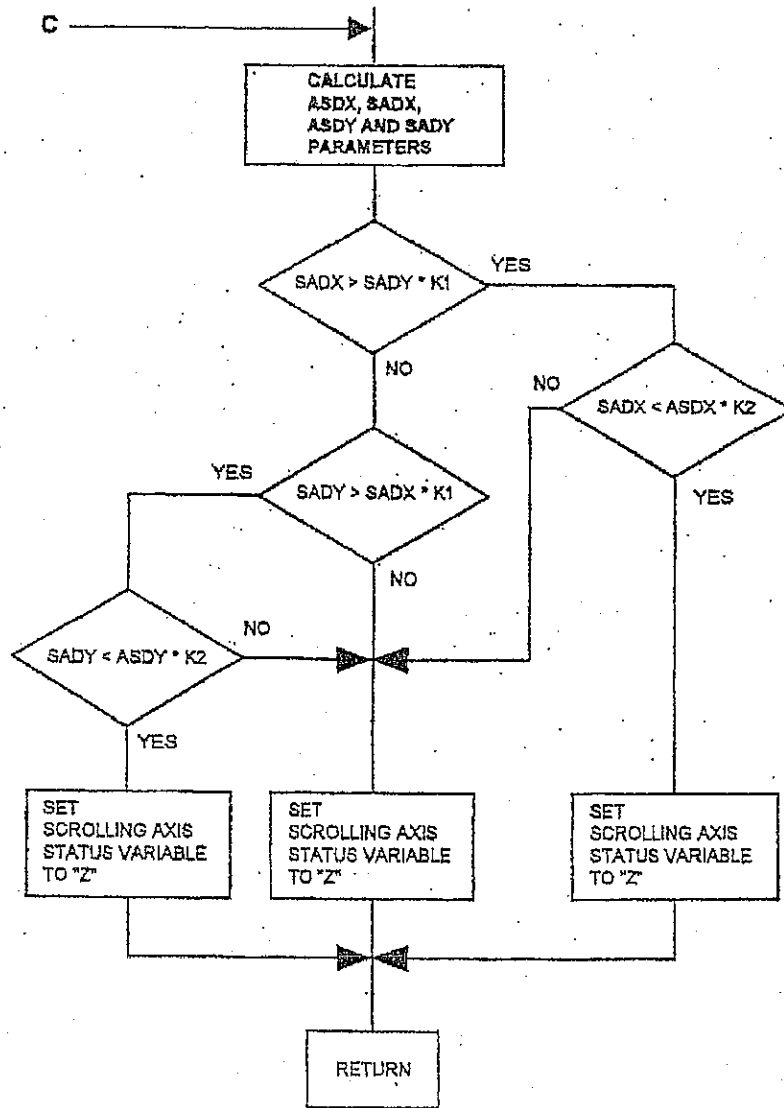 C
CALCULATE
ASDX, SADX,
ASDY AND SADY
PARAMETERS
SADX > SADY * K1
YES
NO
SADX < ASDX * K2
NO
YES
SADY > SADX * K1
YES
NO
SADY < ASDY * K2
NO
YES
SET
SCROLLING AXIS
STATUS VARIABLE
TO "Z"
SET
SCROLLING AXIS
STATUS VARIABLE
TO "Z"
SET
SCROLLING AXIS
STATUS VARIABLE
TO "Z"
RETURN